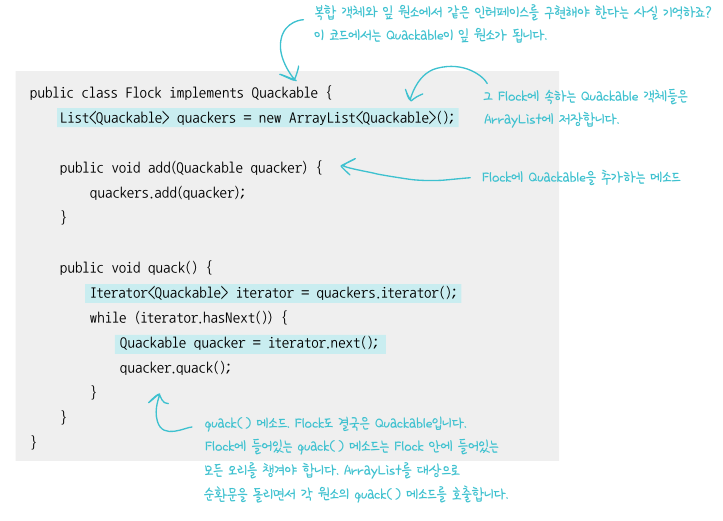 복합 객체와 잎 원소에서 같은 인터페이스를 구현해야 한다는 사실 기억하죠?
이 코드에서는 Quackable이 잎 원소가 됩니다.
public class Flock implements Quackable {
List<Quackable> quackers = new ArrayList<Quackable>();
그 Flock에 속하는 Quackable 객체들은
ArrayList에 저장합니다.
public void add(Quackable quacker) {
Flock에 Quackable을 추가하는 메소드
quackers.add(quacker);
}
public void quack() {
Iterator<Quackable> iterator = quackers.iterator();
while (iterator.hasNext()) {
Quackable quacker = iterator.next();
quacker.quack();
}
}
}
quack() 메소드. Flock도 결국은 Quackable입니다.
Flock에 들어있는 quack() 메소드는 Flock 안에 들어있는
모든 오리를 챙겨야 합니다. ArrayList를 대상으로
순환문을 돌리면서 각 원소의 quack() 메소드를 호출합니다.